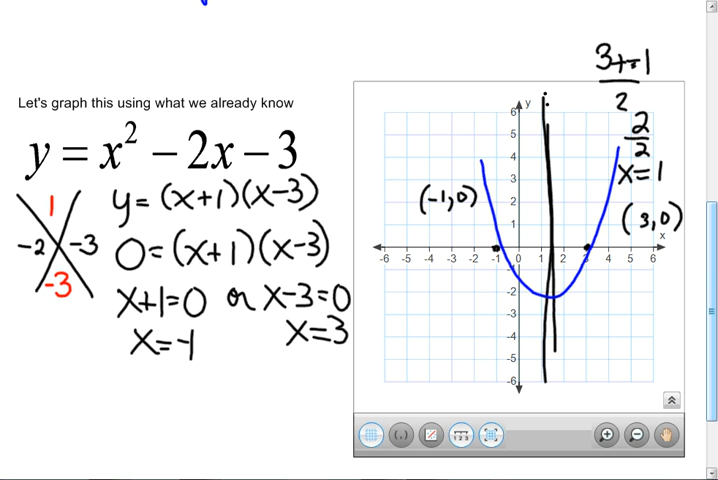 Let's graph this using what we already know
y = x² − 2x − 3
1
-2 -3
-3
y = (x+1)(x-3)
0 = (x+1)(x-3)
x+1=0 or x-3=0
x=-1 x=3
3+-1
2
2
2
x=1
(-1,0)
(3,0)
y
x
6
5
4
3
2
1
-6 -5 -4 -3 -2 -1 0 1 2 3 4 5 6
-1
-2
-3
-4
-5
-6
(,)
1 2 3